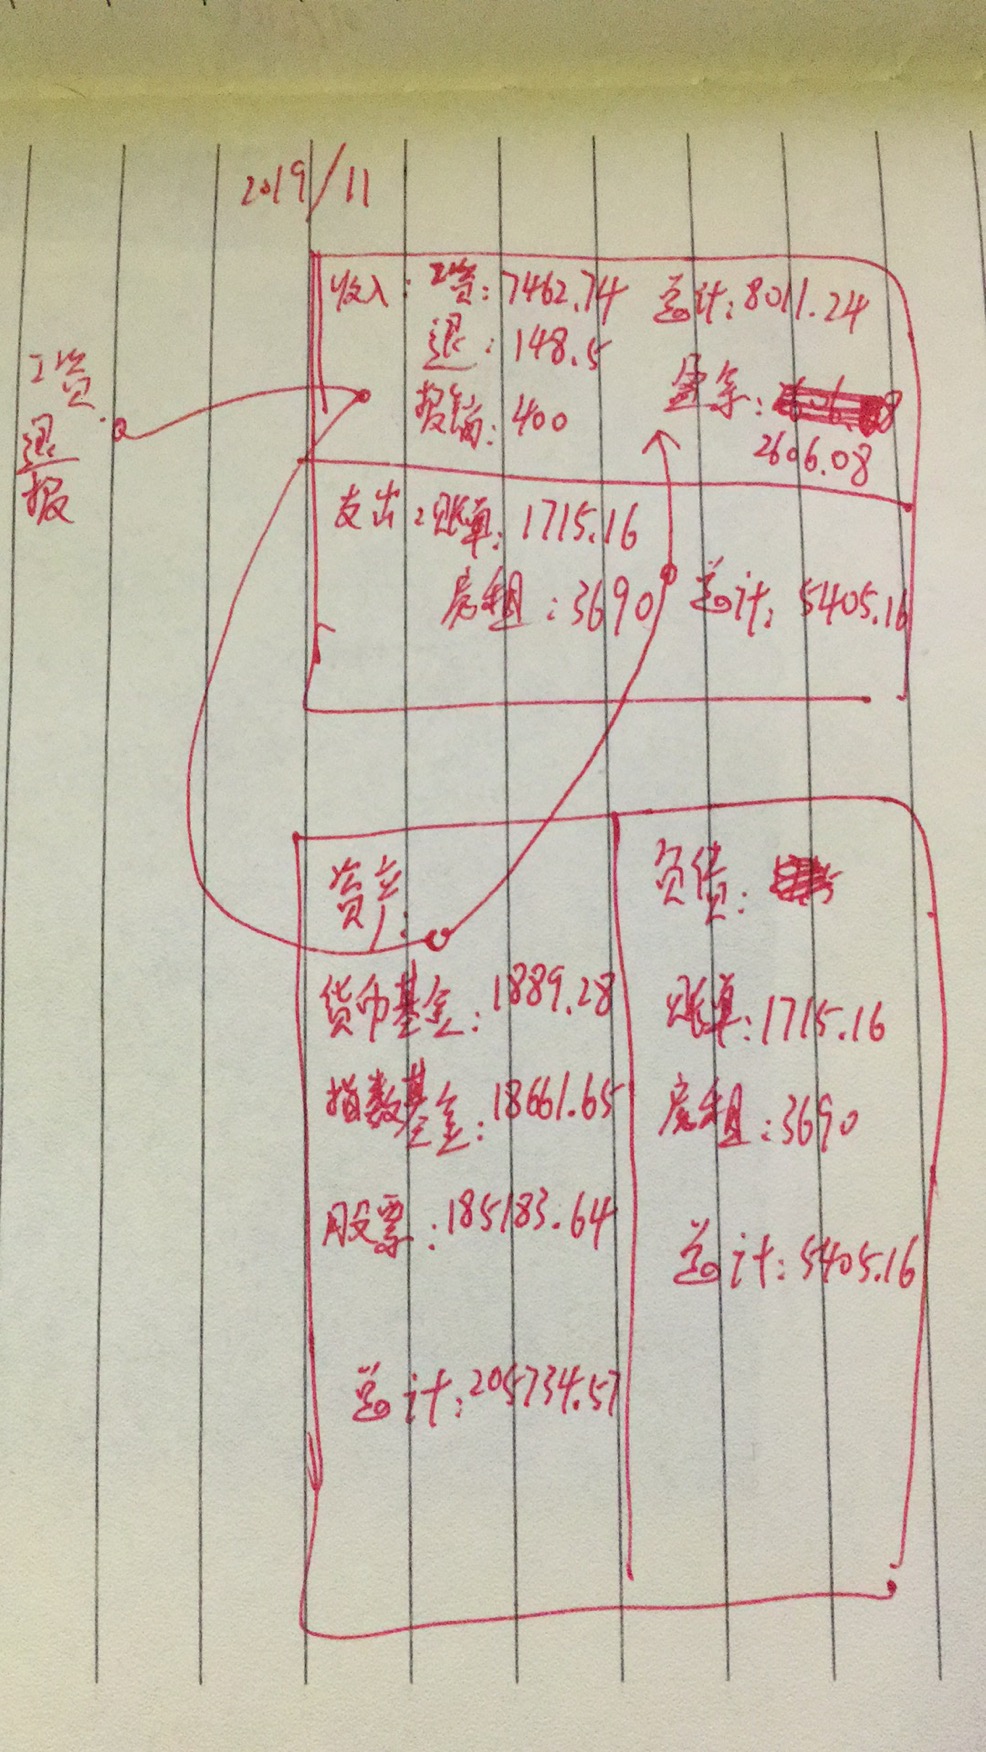 2019/11
收入：工资：7462.74 总计：8011.24
退：148.5
报销：400 盈余：
2606.08
工资
退
报
支出：账单：1715.16
房租：3690 总计：5405.16
资产：
货币基金：1889.28
指数基金：18661.65
股票：185183.64
总计：205734.57
负债：
账单：1715.16
房租：3690
总计：5405.16